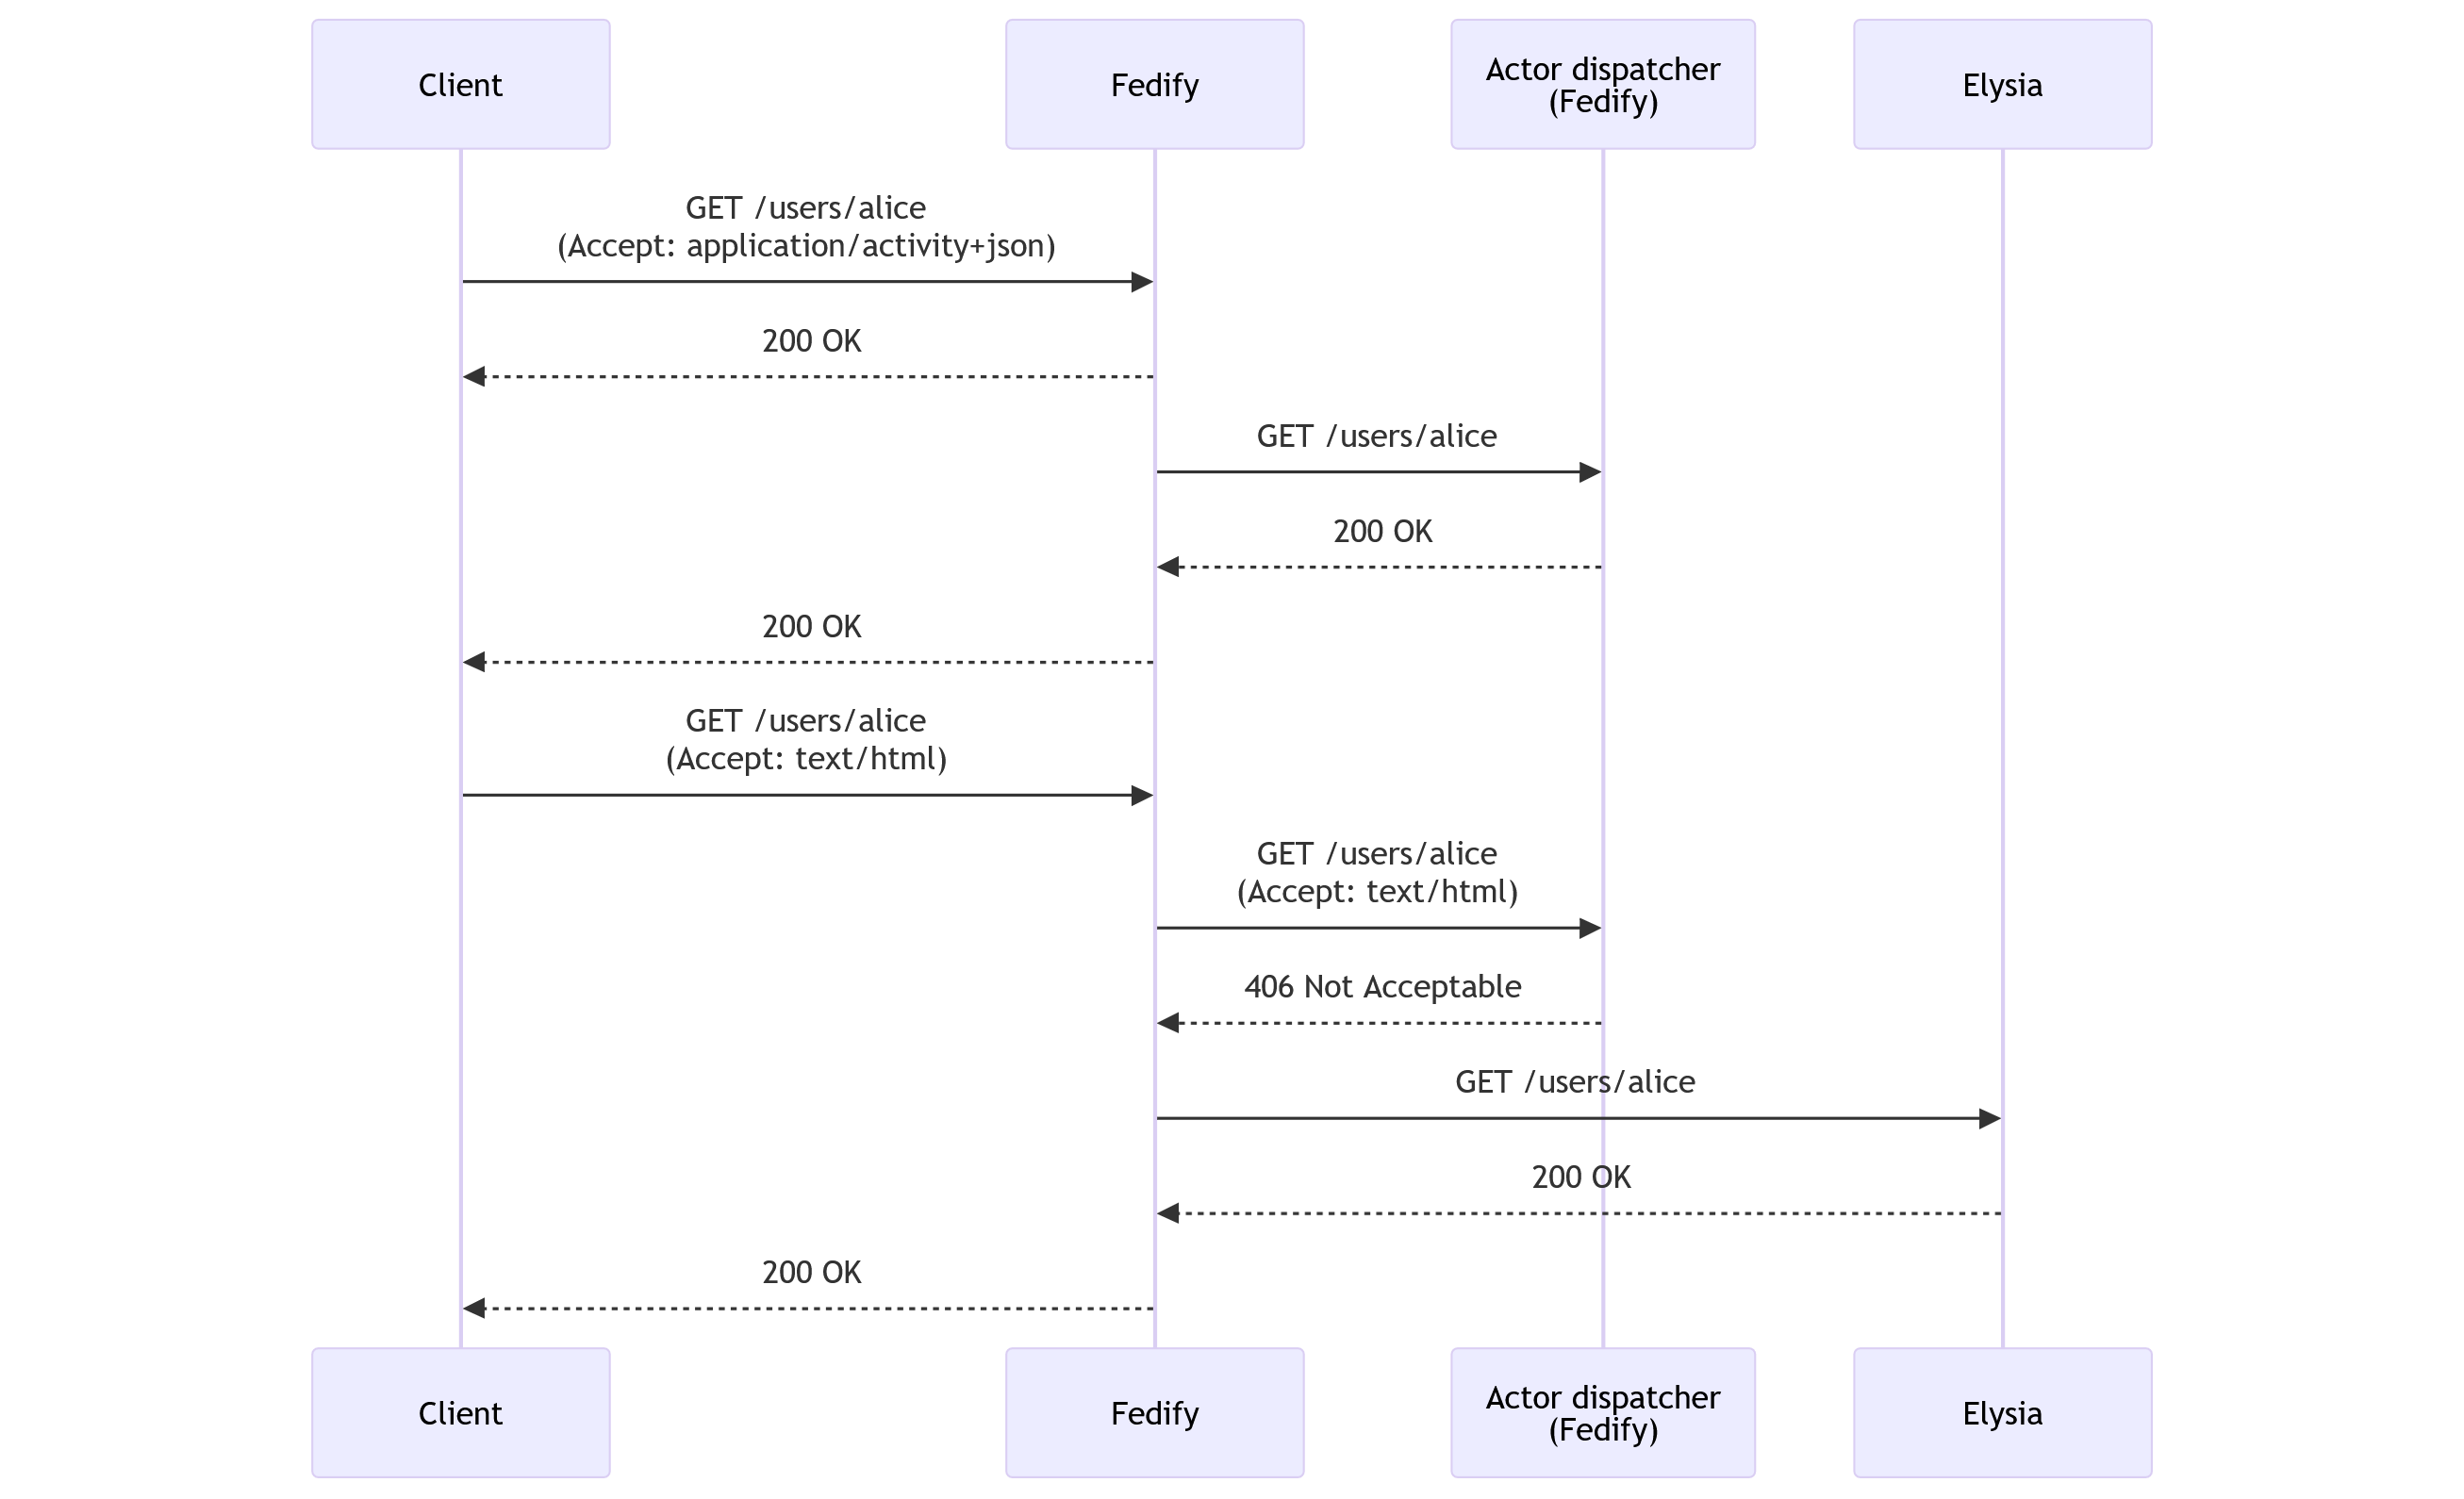 Client
Fedify
Actor dispatcher
(Fedify)
Elysia
GET /users/alice
(Accept: application/activity+json)
200 OK
GET /users/alice
200 OK
200 OK
GET /users/alice
(Accept: text/html)
GET /users/alice
(Accept: text/html)
406 Not Acceptable
GET /users/alice
200 OK
200 OK
Client
Fedify
Actor dispatcher
(Fedify)
Elysia